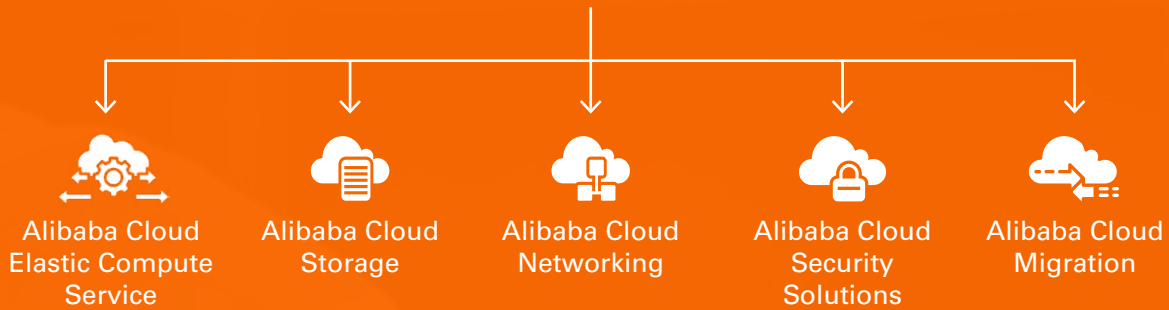 Alibaba Cloud
Elastic Compute
Service
Alibaba Cloud
Storage
Alibaba Cloud
Networking
Alibaba Cloud
Security
Solutions
Alibaba Cloud
Migration